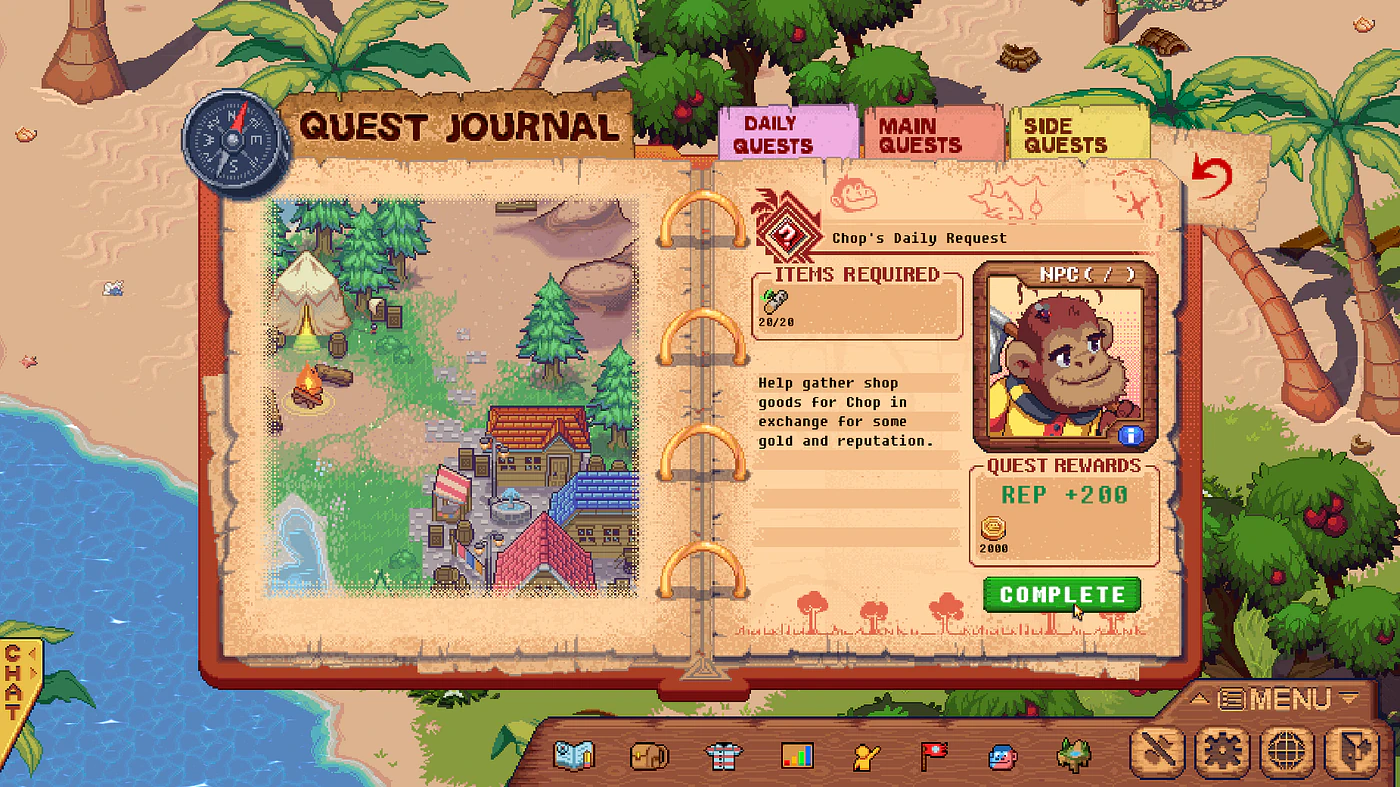 QUEST JOURNAL
DAILY
QUESTS
MAIN
QUESTS
SIDE
QUESTS
N
E
S
W
Chop's Daily Request
ITEMS REQUIRED
20/20
NPC( / )
Help gather shop
goods for Chop in
exchange for some
gold and reputation.
QUEST REWARDS
REP +200
2000
COMPLETE
CHAT
MENU